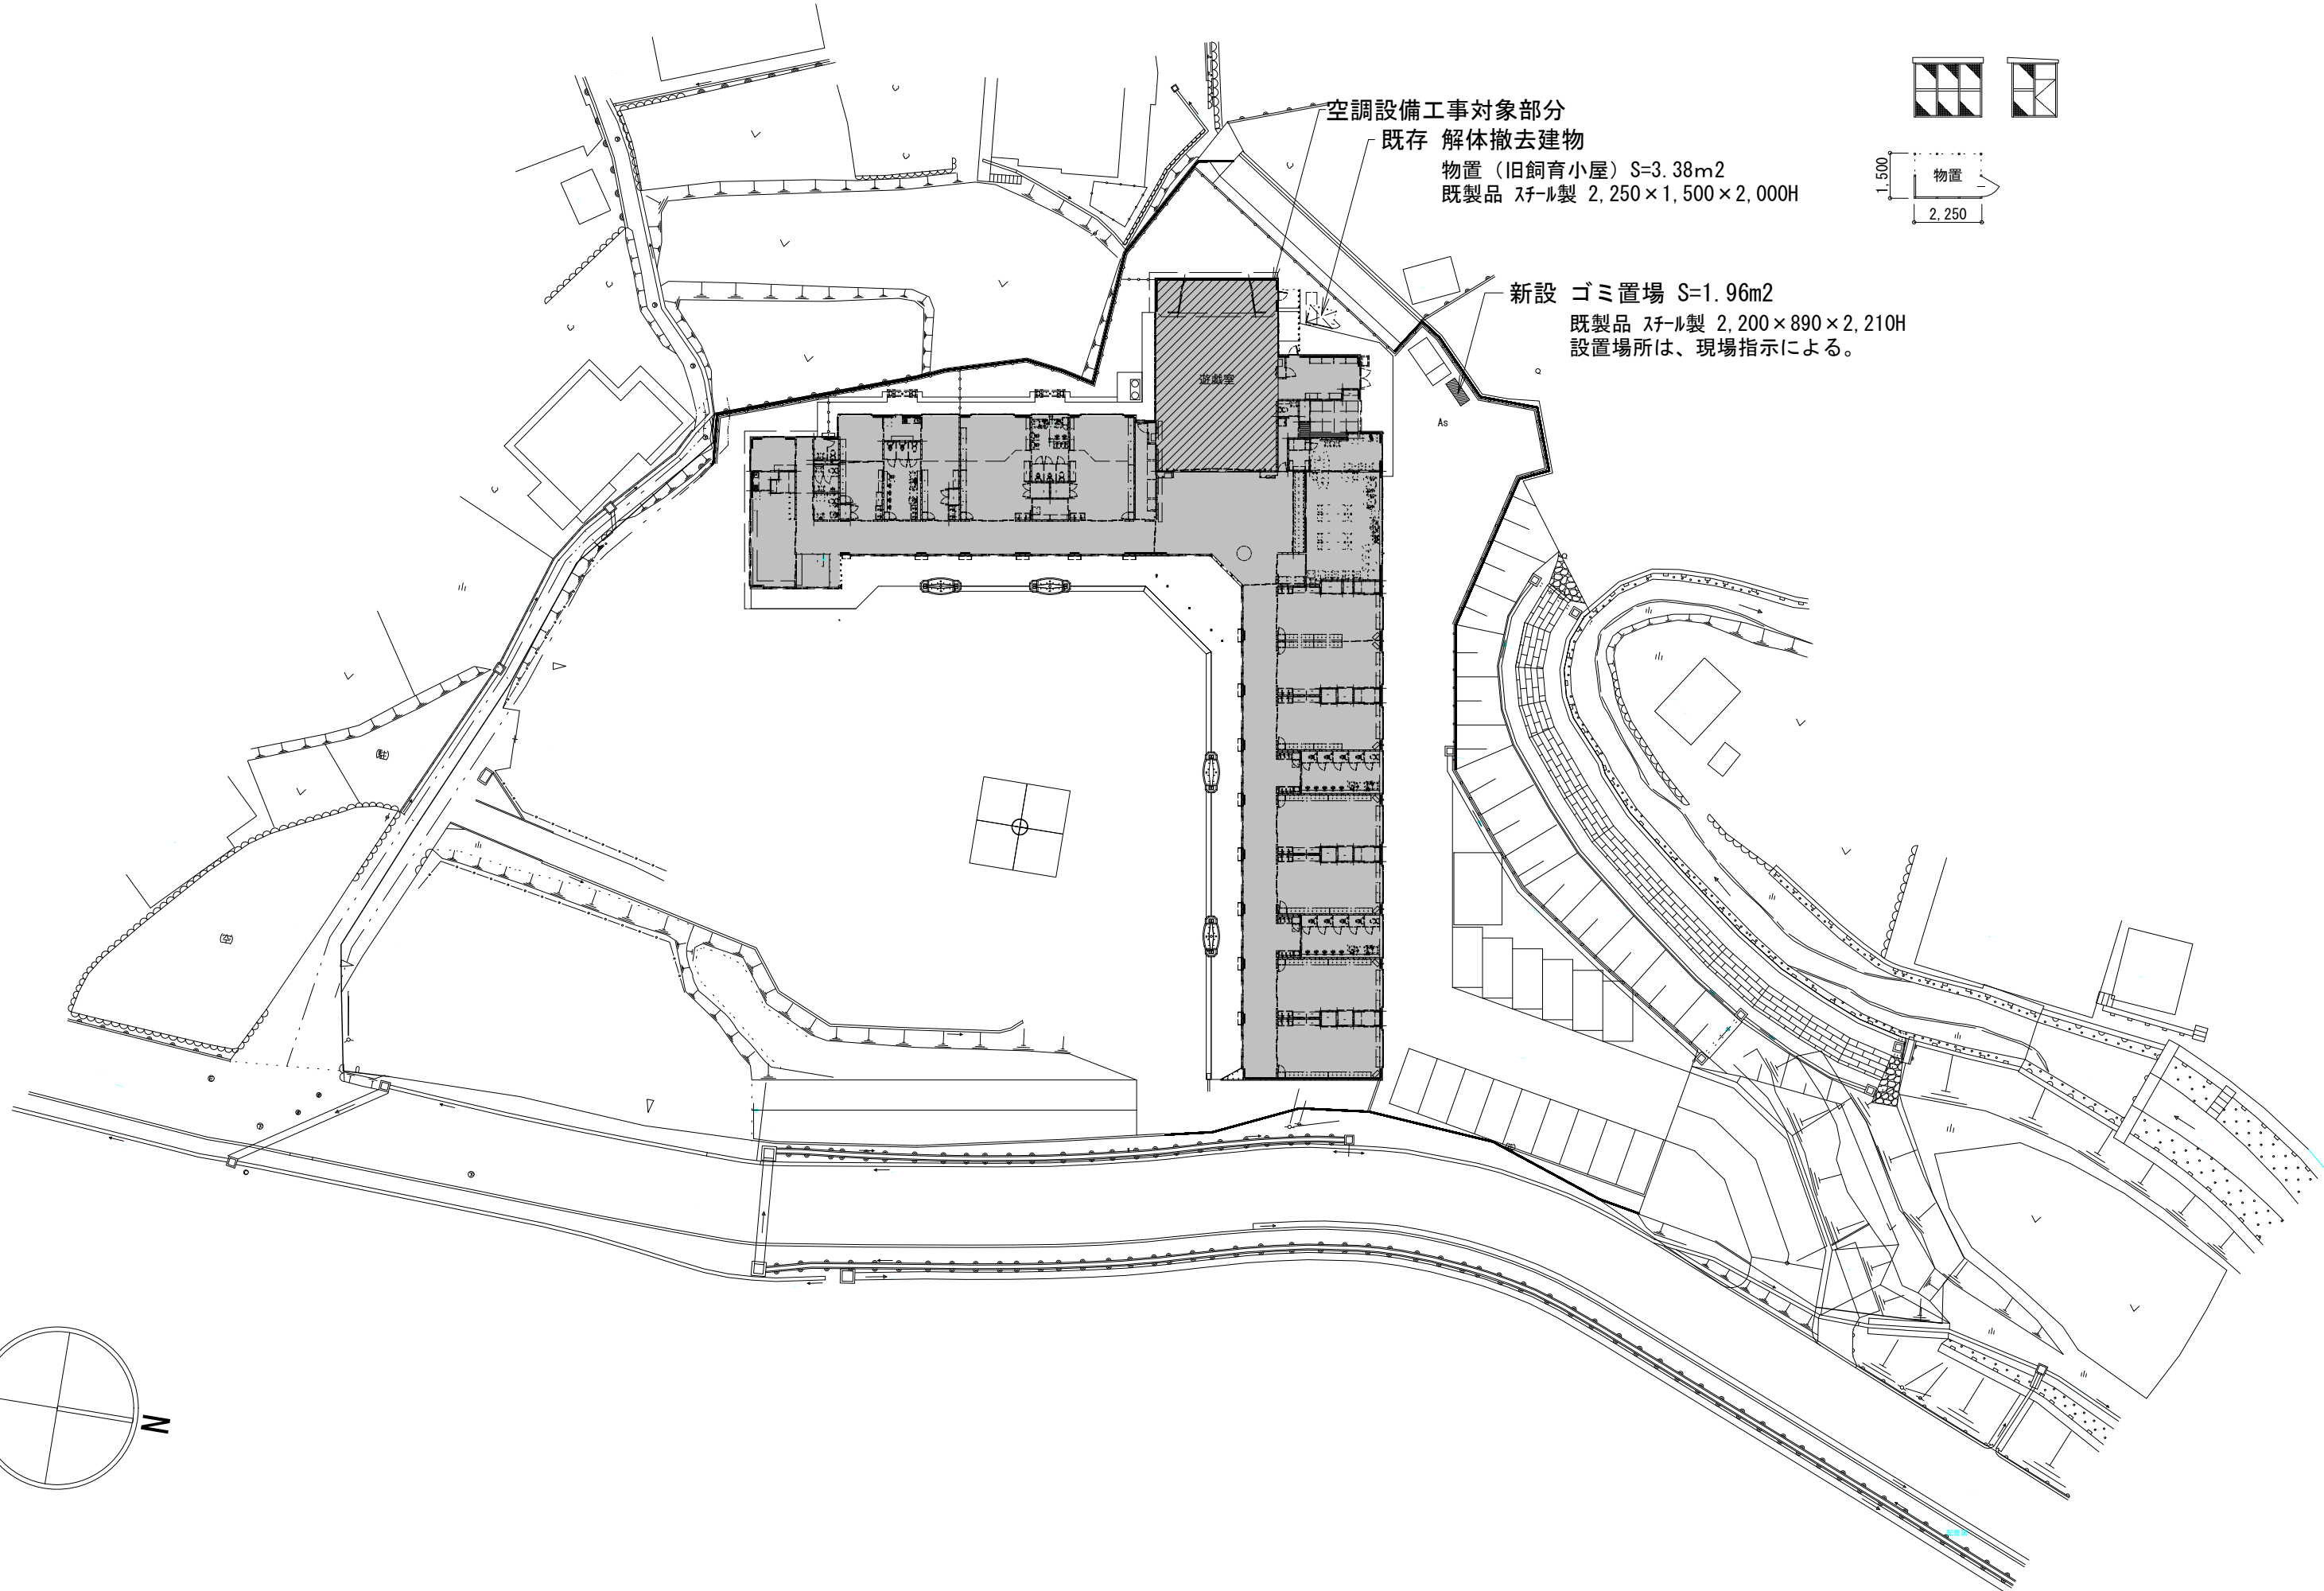 空調設備工事対象部分
既存 解体撤去建物
物置（旧飼育小屋）S=3.38m2
既製品 ｽﾁｰﾙ製 2,250×1,500×2,000H
1,500
物置
2,250
新設 ゴミ置場 S=1.96m2
既製品 ｽﾁｰﾙ製 2,200×890×2,210H
設置場所は、現場指示による。
遊戯室
As
N